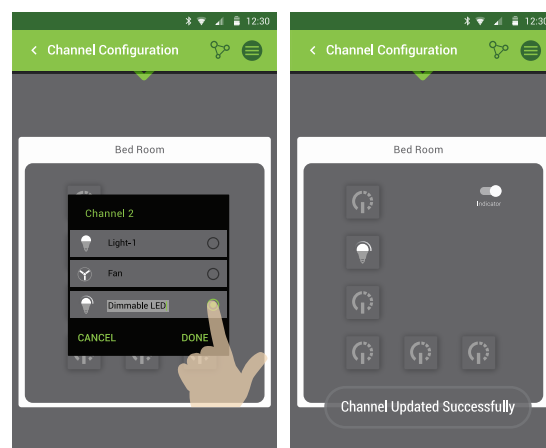 12:30
Channel Configuration
Bed Room
Channel 2
Light-1
Fan
Dimmable LED
CANCEL DONE
12:30
Channel Configuration
Bed Room
Indicator
Channel Updated Successfully